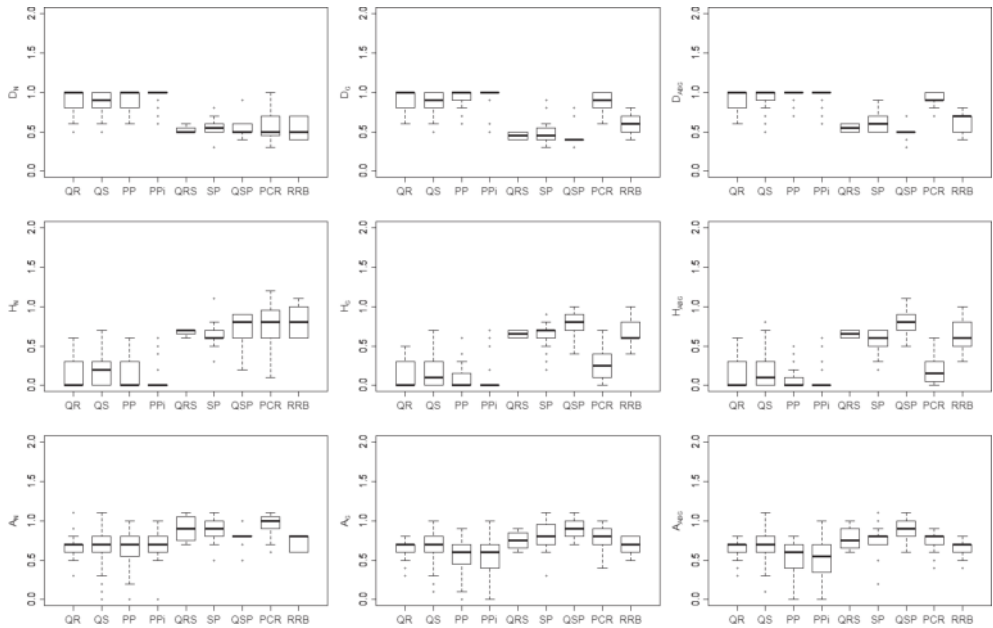 D_N 0.0 0.5 1.0 1.5 2.0
QR QS PP PPi QRS SP QSP PCR RRB
D_G 0.0 0.5 1.0 1.5 2.0
QR QS PP PPi QRS SP QSP PCR RRB
D_ABG 0.0 0.5 1.0 1.5 2.0
QR QS PP PPi QRS SP QSP PCR RRB
H_N 0.0 0.5 1.0 1.5 2.0
QR QS PP PPi QRS SP QSP PCR RRB
H_G 0.0 0.5 1.0 1.5 2.0
QR QS PP PPi QRS SP QSP PCR RRB
H_ABG 0.0 0.5 1.0 1.5 2.0
QR QS PP PPi QRS SP QSP PCR RRB
A_N 0.0 0.5 1.0 1.5 2.0
QR QS PP PPi QRS SP QSP PCR RRB
A_G 0.0 0.5 1.0 1.5 2.0
QR QS PP PPi QRS SP QSP PCR RRB
A_ABG 0.0 0.5 1.0 1.5 2.0
QR QS PP PPi QRS SP QSP PCR RRB